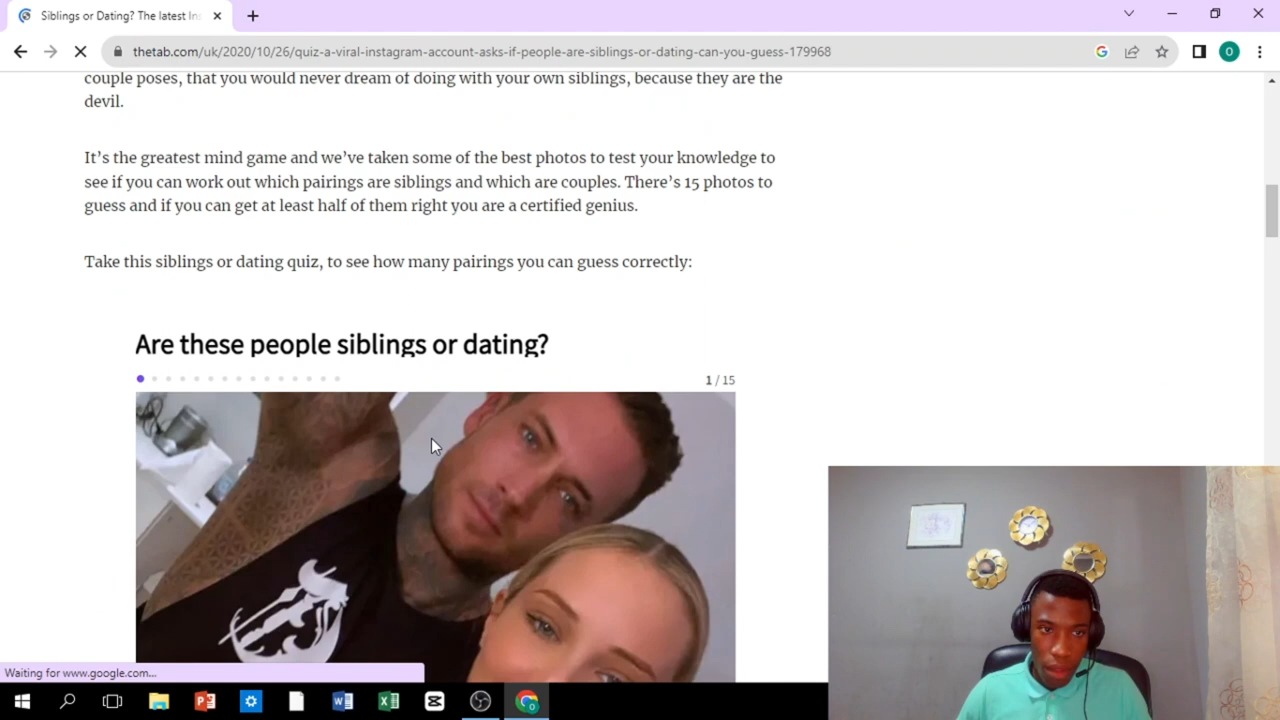 Siblings or Dating? The latest In
thetab.com/uk/2020/10/26/quiz-a-viral-instagram-account-asks-if-people-are-siblings-or-dating-can-you-guess-179968
O
couple poses, that you would never dream of doing with your own siblings, because they are the
devil.
It’s the greatest mind game and we’ve taken some of the best photos to test your knowledge to
see if you can work out which pairings are siblings and which are couples. There’s 15 photos to
guess and if you can get at least half of them right you are a certified genius.
Take this siblings or dating quiz, to see how many pairings you can guess correctly:
Are these people siblings or dating?
1 / 15
Waiting for www.google.com...